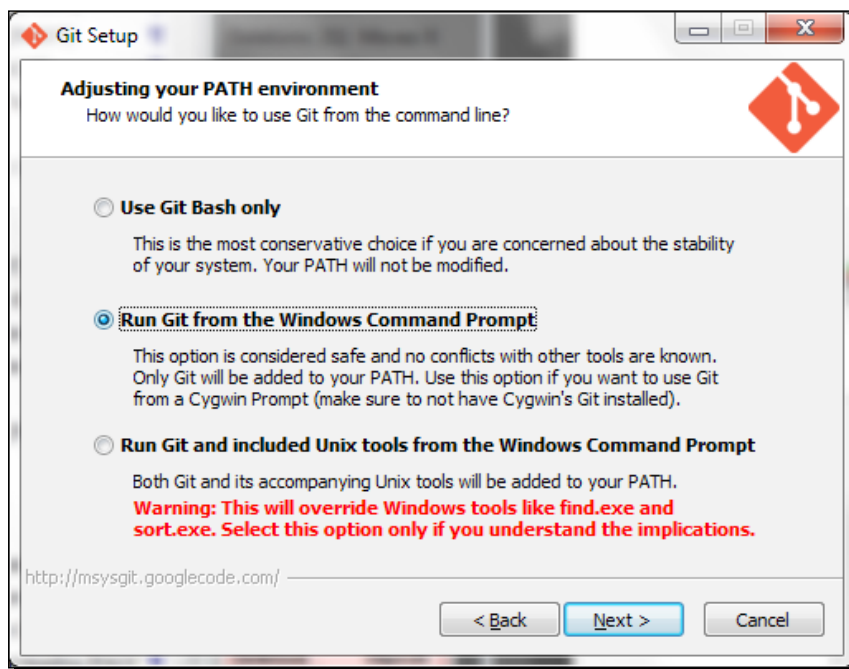 Git Setup
Adjusting your PATH environment
How would you like to use Git from the command line?
Use Git Bash only
This is the most conservative choice if you are concerned about the stability
of your system. Your PATH will not be modified.
Run Git from the Windows Command Prompt
This option is considered safe and no conflicts with other tools are known.
Only Git will be added to your PATH. Use this option if you want to use Git
from a Cygwin Prompt (make sure to not have Cygwin's Git installed).
Run Git and included Unix tools from the Windows Command Prompt
Both Git and its accompanying Unix tools will be added to your PATH.
Warning: This will override Windows tools like find.exe and
sort.exe. Select this option only if you understand the implications.
http://msysgit.googlecode.com/
< Back
Next >
Cancel